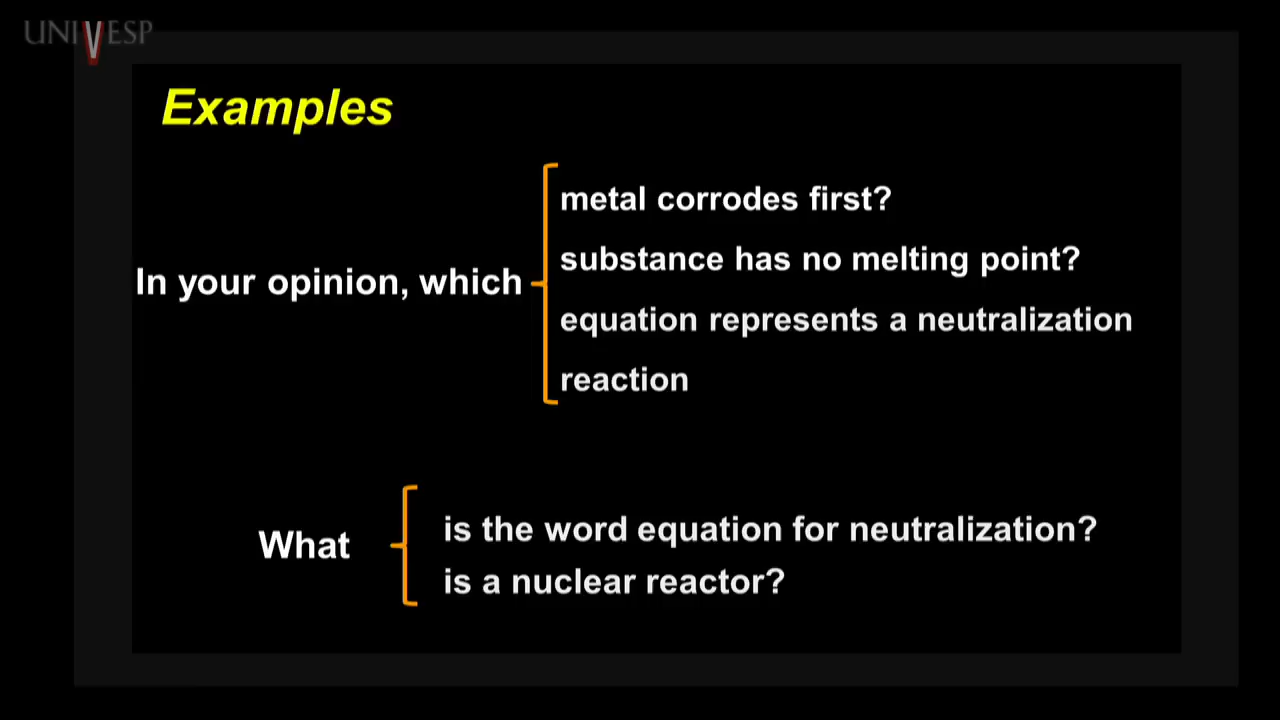 UNIVESP
Examples
In your opinion, which
metal corrodes first?
substance has no melting point?
equation represents a neutralization
reaction
What
is the word equation for neutralization?
is a nuclear reactor?